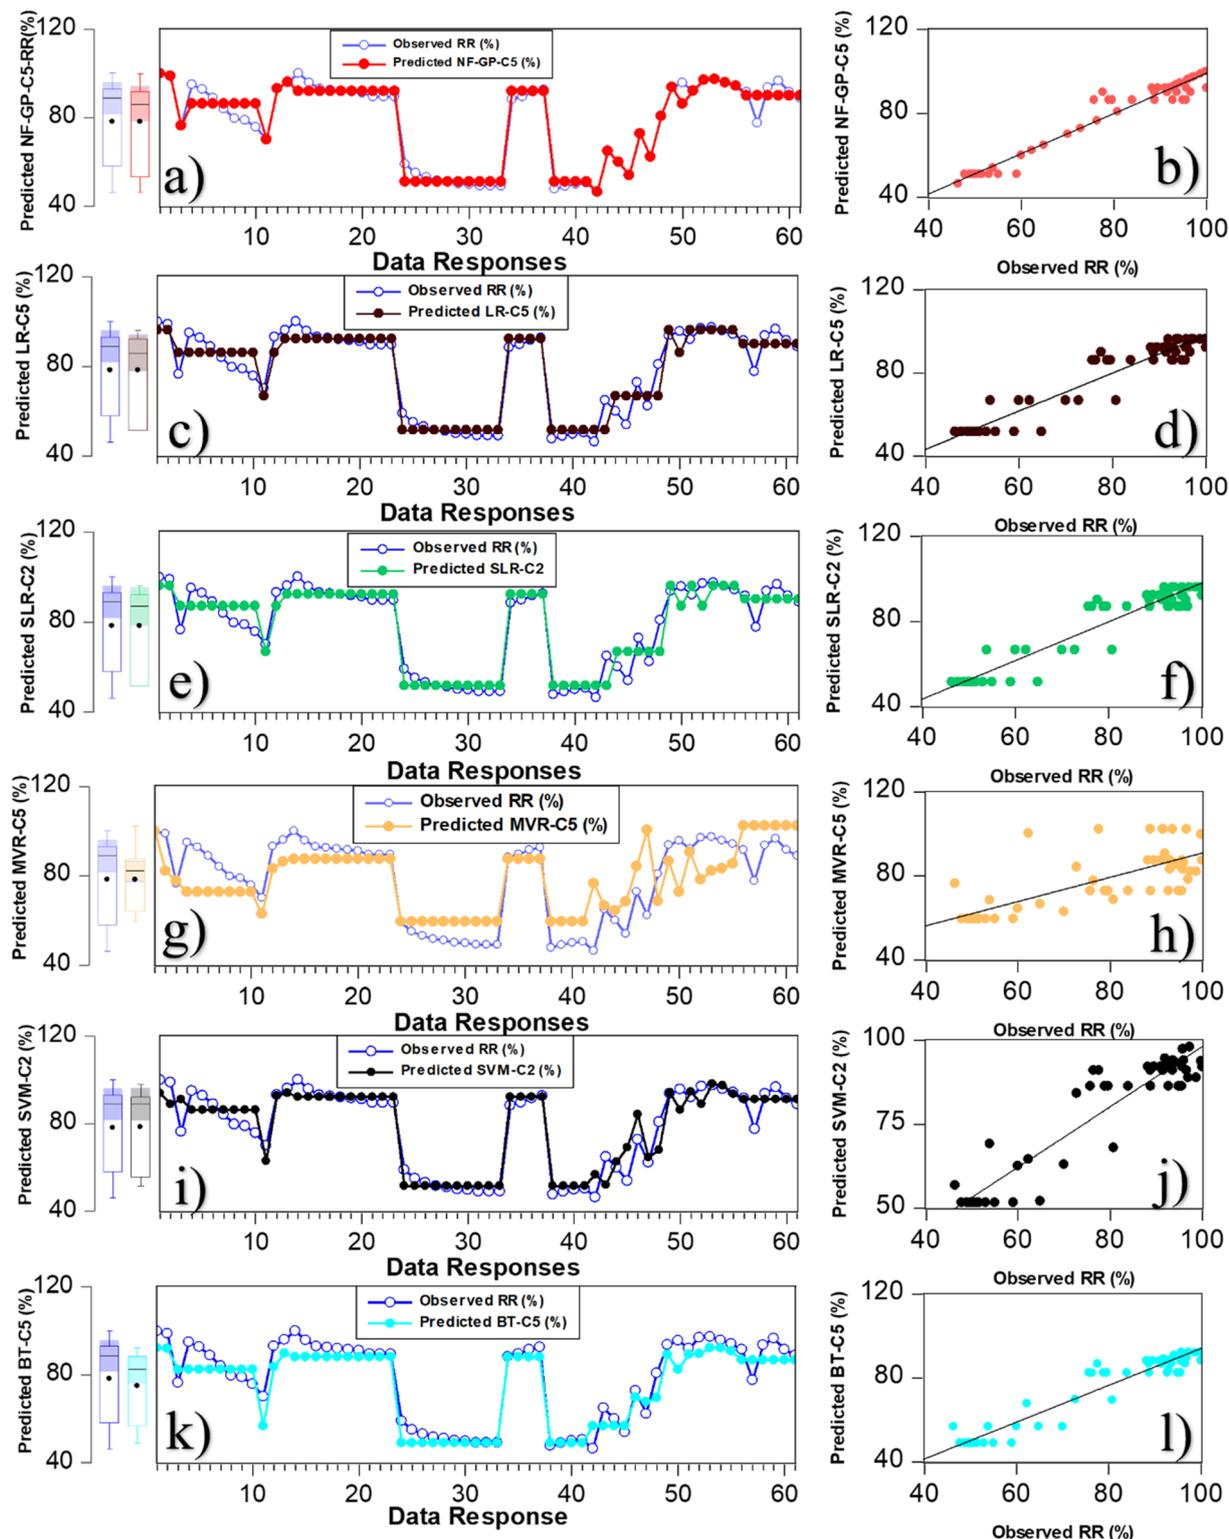 Predicted NF-GP-C5-RR(%)
120
80
40
Observed RR (%)
Predicted NF-GP-C5 (%)
a)
10 20 30 40 50 60
Data Responses
Predicted NF-GP-C5 (%)
120
80
40
b)
40 60 80 100
Observed RR (%)
Predicted LR-C5 (%)
120
80
40
Observed RR (%)
Predicted LR-C5 (%)
c)
10 20 30 40 50 60
Data Responses
Predicted LR-C5 (%)
120
80
40
d)
40 60 80 100
Observed RR (%)
Predicted SLR-C2 (%)
120
80
40
Observed RR (%)
Predicted SLR-C2
e)
10 20 30 40 50 60
Data Responses
Predicted SLR-C2 (%)
120
80
40
f)
40 60 80 100
Observed RR (%)
Predicted MVR-C5 (%)
120
80
40
Observed RR (%)
Predicted MVR-C5 (%)
g)
10 20 30 40 50 60
Data Responses
Predicted MVR-C5 (%)
120
80
40
h)
40 60 80 100
Observed RR (%)
Predicted SVM-C2 (%)
120
80
40
Observed RR (%)
Predicted SVM-C2 (%)
i)
10 20 30 40 50 60
Data Responses
Predicted SVM-C2 (%)
100
75
50
j)
40 60 80 100
Observed RR (%)
Predicted BT-C5 (%)
120
80
40
Observed RR (%)
Predicted BT-C5 (%)
k)
10 20 30 40 50 60
Data Response
Predicted BT-C5 (%)
120
80
40
l)
40 60 80 100
Observed RR (%)